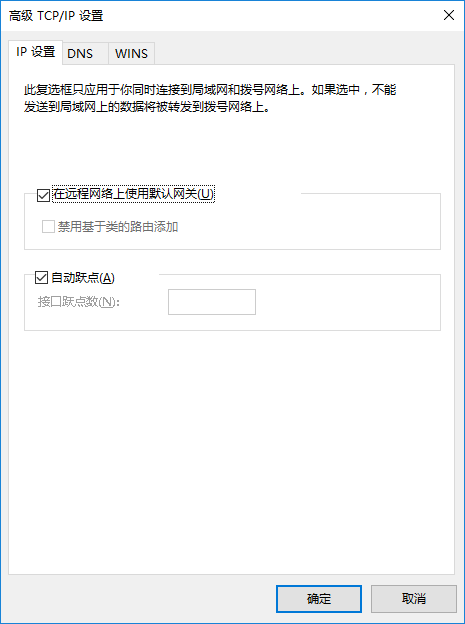 高级 TCP/IP 设置
IP 设置 DNS WINS
此复选框只应用于你同时连接到局域网和拨号网络上。如果选中，不能
发送到局域网上的数据将被转发到拨号网络上。
在远程网络上使用默认网关(U)
禁用基于类的路由添加
自动跃点(A)
接口跃点数(N):
确定 取消